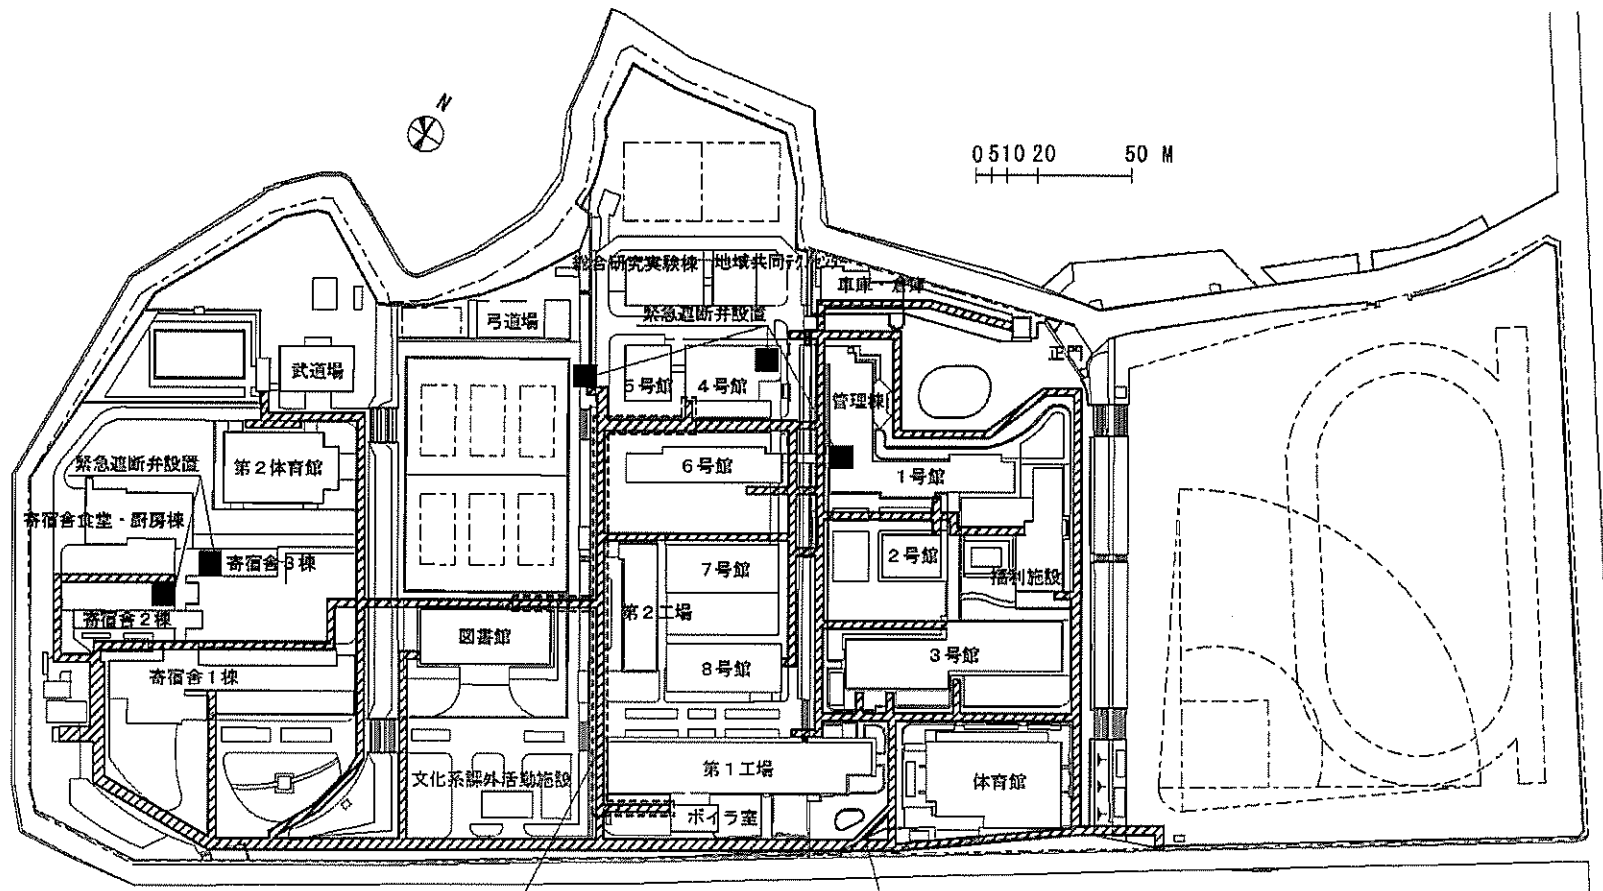 N
0 5 10 20 50 M
総合研究実験棟
地域共同テクノセンター
車庫・倉庫
弓道場
緊急遮断弁設置
正門
武道場
5号館
4号館
管理棟
緊急遮断弁設置
第2体育館
6号館
1号館
寄宿舎食堂・厨房棟
寄宿舎3棟
7号館
2号館
福利施設
寄宿舎2棟
図書館
第2工場
3号館
寄宿舎1棟
8号館
文化系課外活動施設
第1工場
体育館
ボイラ室